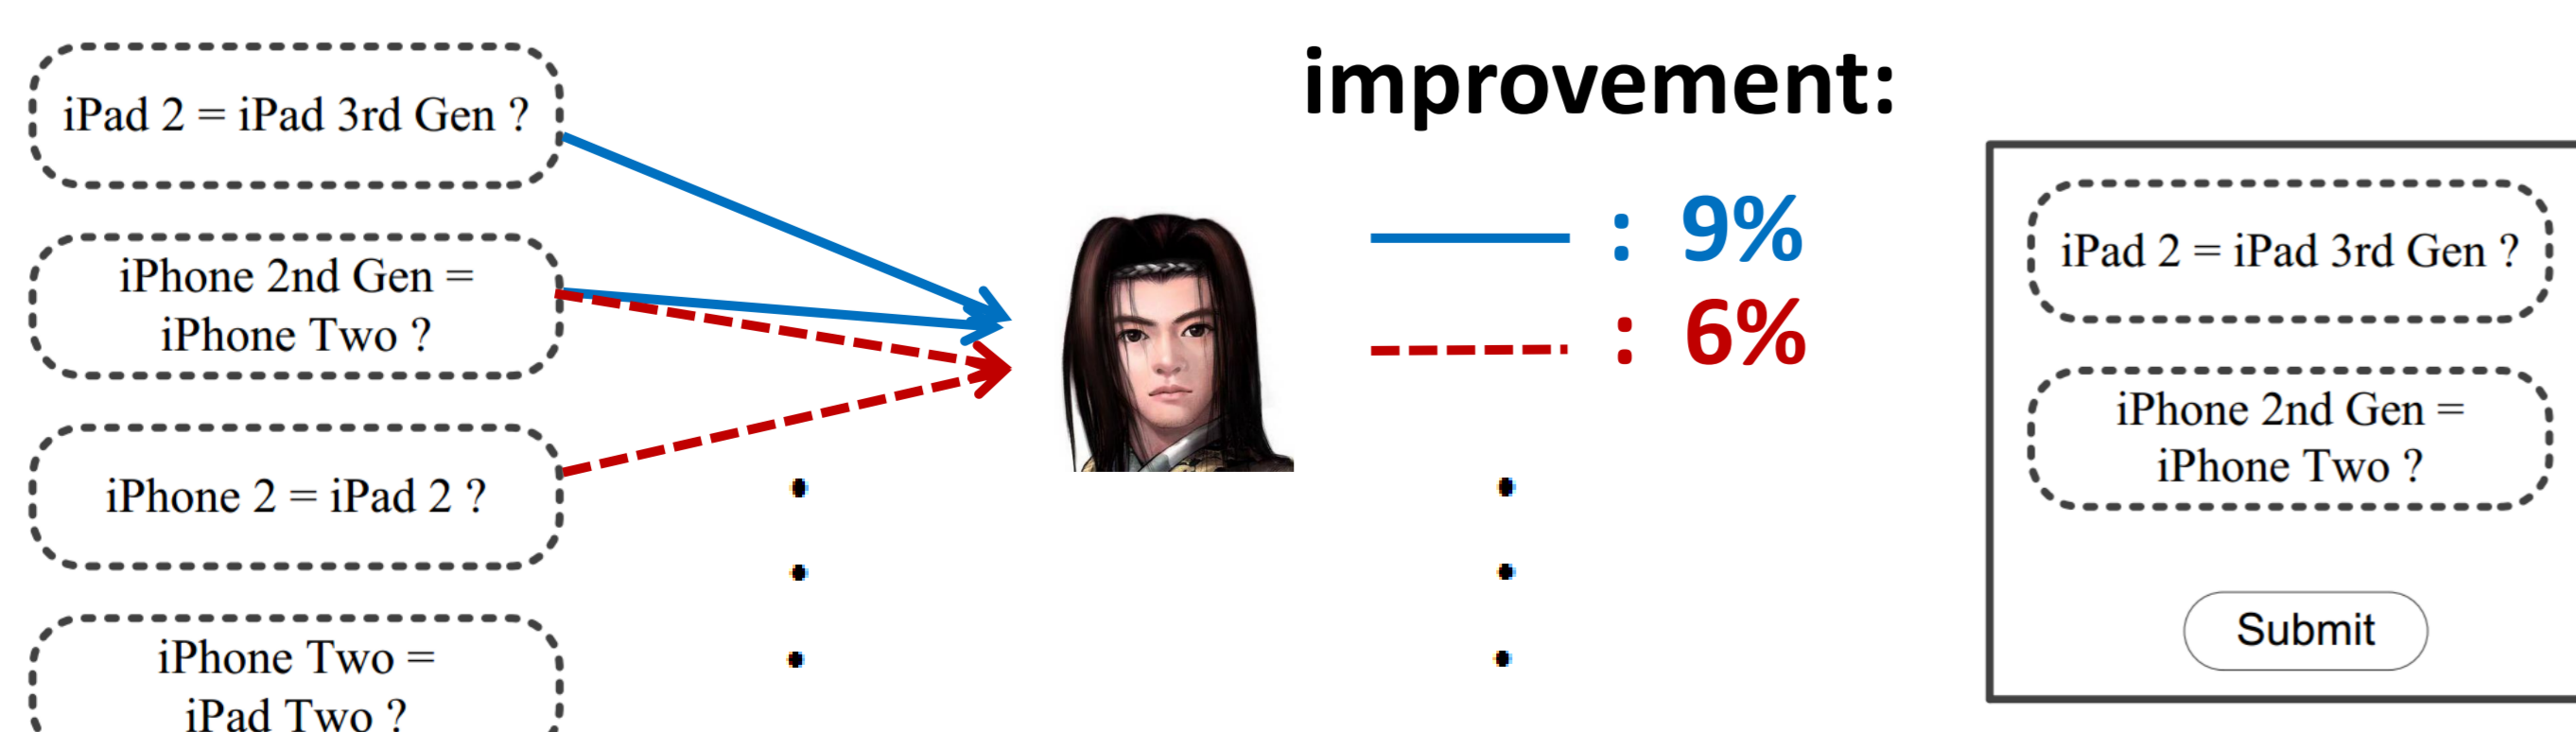 iPad 2 = iPad 3rd Gen ?
iPhone 2nd Gen =
iPhone Two ?
iPhone 2 = iPad 2 ?
iPhone Two =
iPad Two ?
improvement:
: 9%
: 6%
iPad 2 = iPad 3rd Gen ?
iPhone 2nd Gen =
iPhone Two ?
Submit